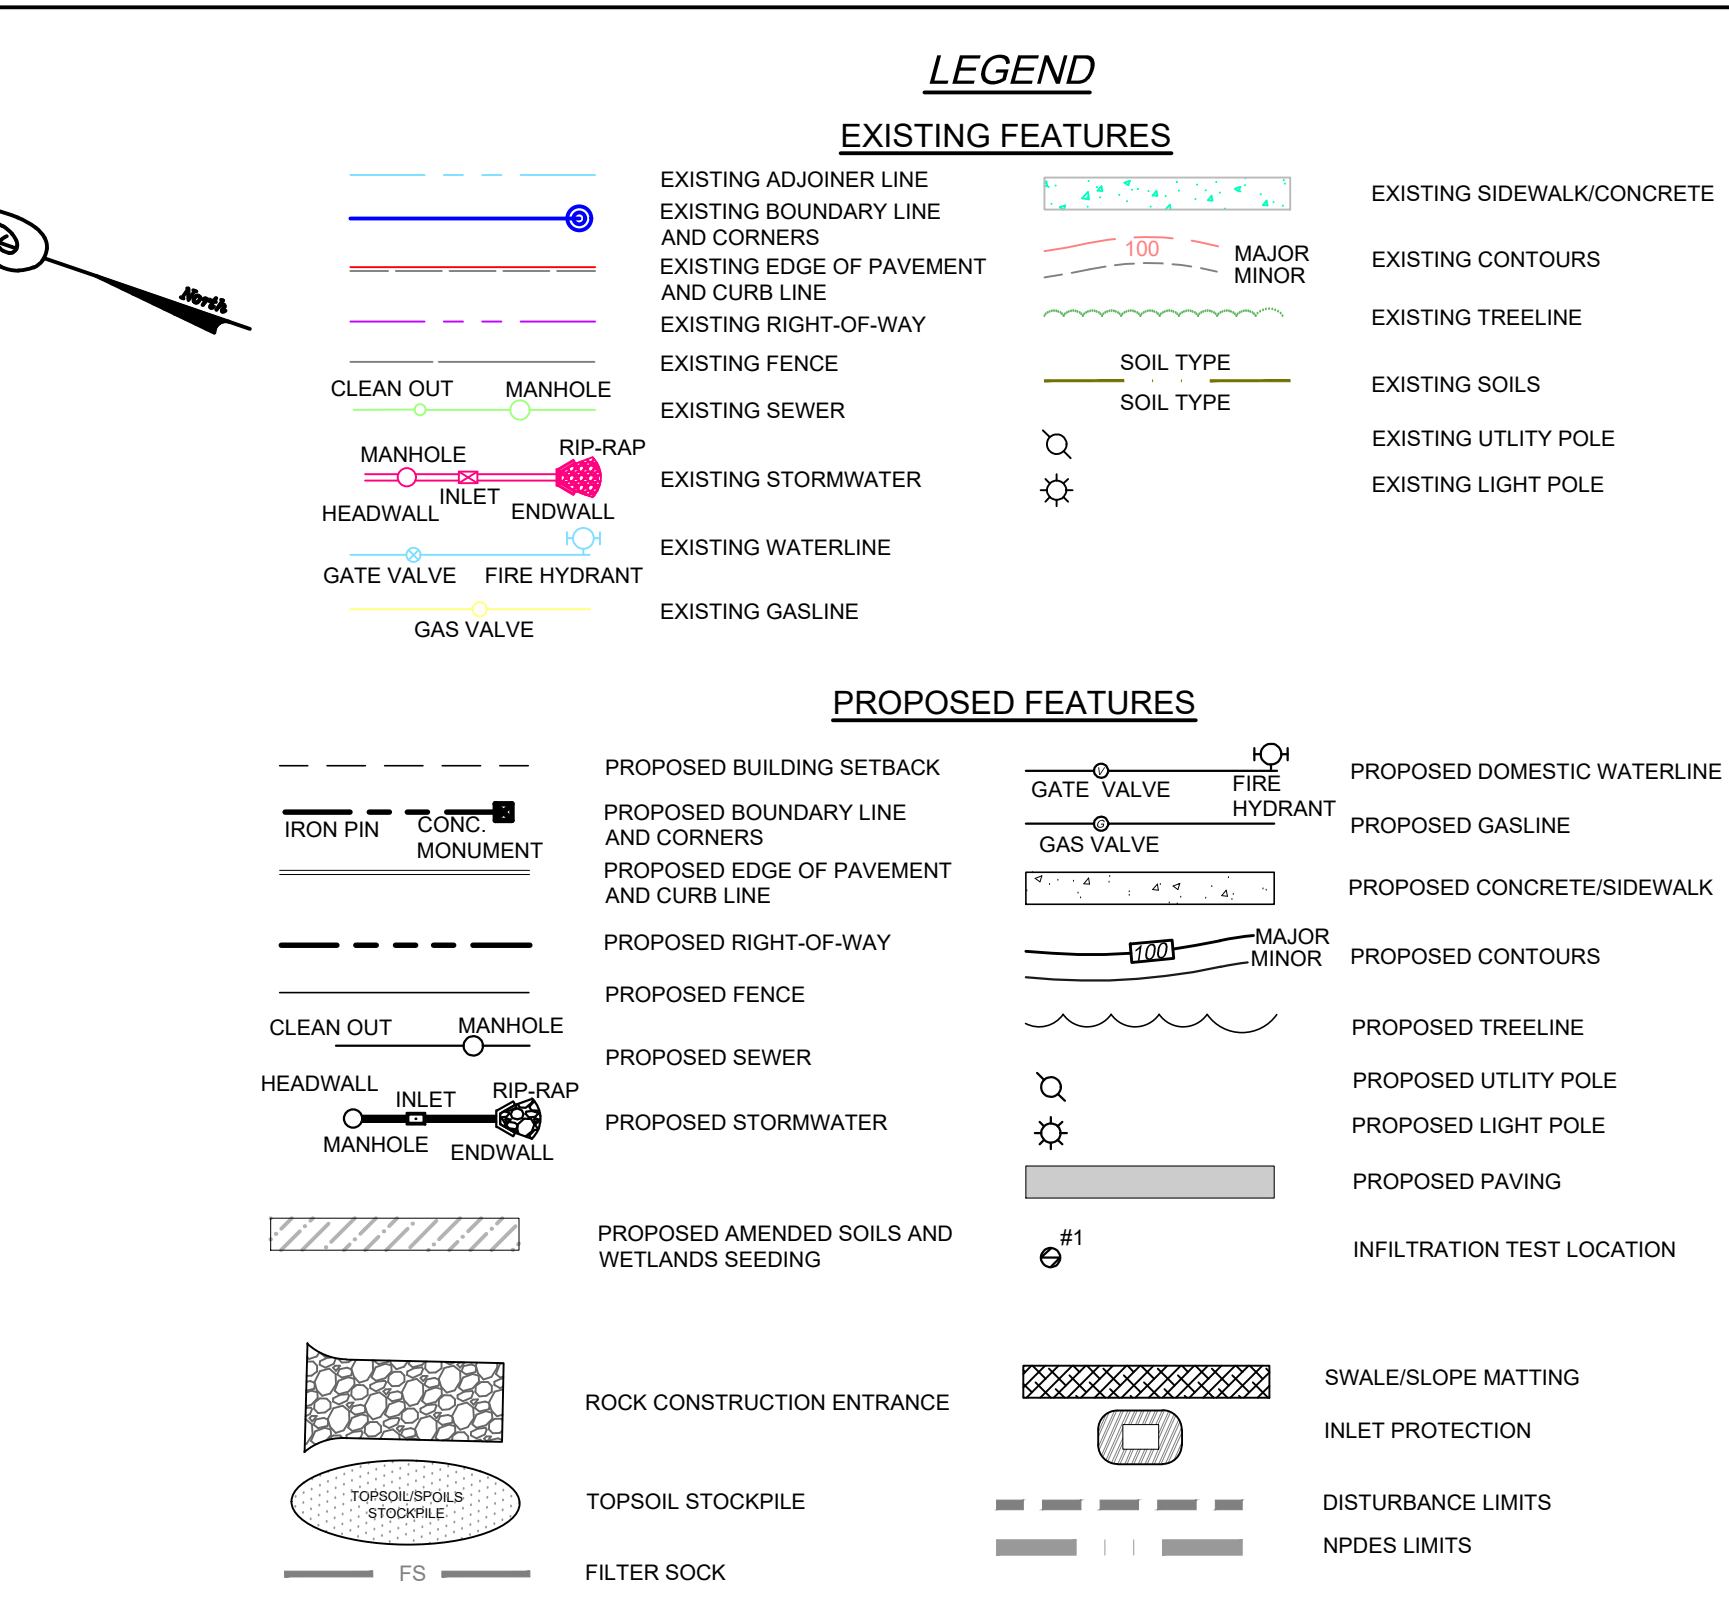 LEGEND
EXISTING FEATURES
North
EXISTING ADJOINER LINE
EXISTING BOUNDARY LINE
AND CORNERS
EXISTING EDGE OF PAVEMENT
AND CURB LINE
EXISTING RIGHT-OF-WAY
EXISTING FENCE
CLEAN OUT MANHOLE
EXISTING SEWER
MANHOLE RIP-RAP
INLET
HEADWALL ENDWALL
EXISTING STORMWATER
EXISTING WATERLINE
GATE VALVE FIRE HYDRANT
EXISTING GASLINE
GAS VALVE
EXISTING SIDEWALK/CONCRETE
100
MAJOR
MINOR
EXISTING CONTOURS
EXISTING TREELINE
SOIL TYPE
SOIL TYPE
EXISTING SOILS
EXISTING UTLITY POLE
EXISTING LIGHT POLE
PROPOSED FEATURES
PROPOSED BUILDING SETBACK
IRON PIN CONC.
MONUMENT
PROPOSED BOUNDARY LINE
AND CORNERS
PROPOSED EDGE OF PAVEMENT
AND CURB LINE
PROPOSED RIGHT-OF-WAY
PROPOSED FENCE
CLEAN OUT MANHOLE
PROPOSED SEWER
HEADWALL INLET RIP-RAP
MANHOLE ENDWALL
PROPOSED STORMWATER
PROPOSED AMENDED SOILS AND
WETLANDS SEEDING
V
GATE VALVE FIRE
HYDRANT
PROPOSED DOMESTIC WATERLINE
G
GAS VALVE
PROPOSED GASLINE
PROPOSED CONCRETE/SIDEWALK
100
MAJOR
MINOR
PROPOSED CONTOURS
PROPOSED TREELINE
PROPOSED UTLITY POLE
PROPOSED LIGHT POLE
PROPOSED PAVING
#1
INFILTRATION TEST LOCATION
ROCK CONSTRUCTION ENTRANCE
TOPSOIL/SPOILS
STOCKPILE
TOPSOIL STOCKPILE
FS
FILTER SOCK
SWALE/SLOPE MATTING
INLET PROTECTION
DISTURBANCE LIMITS
NPDES LIMITS